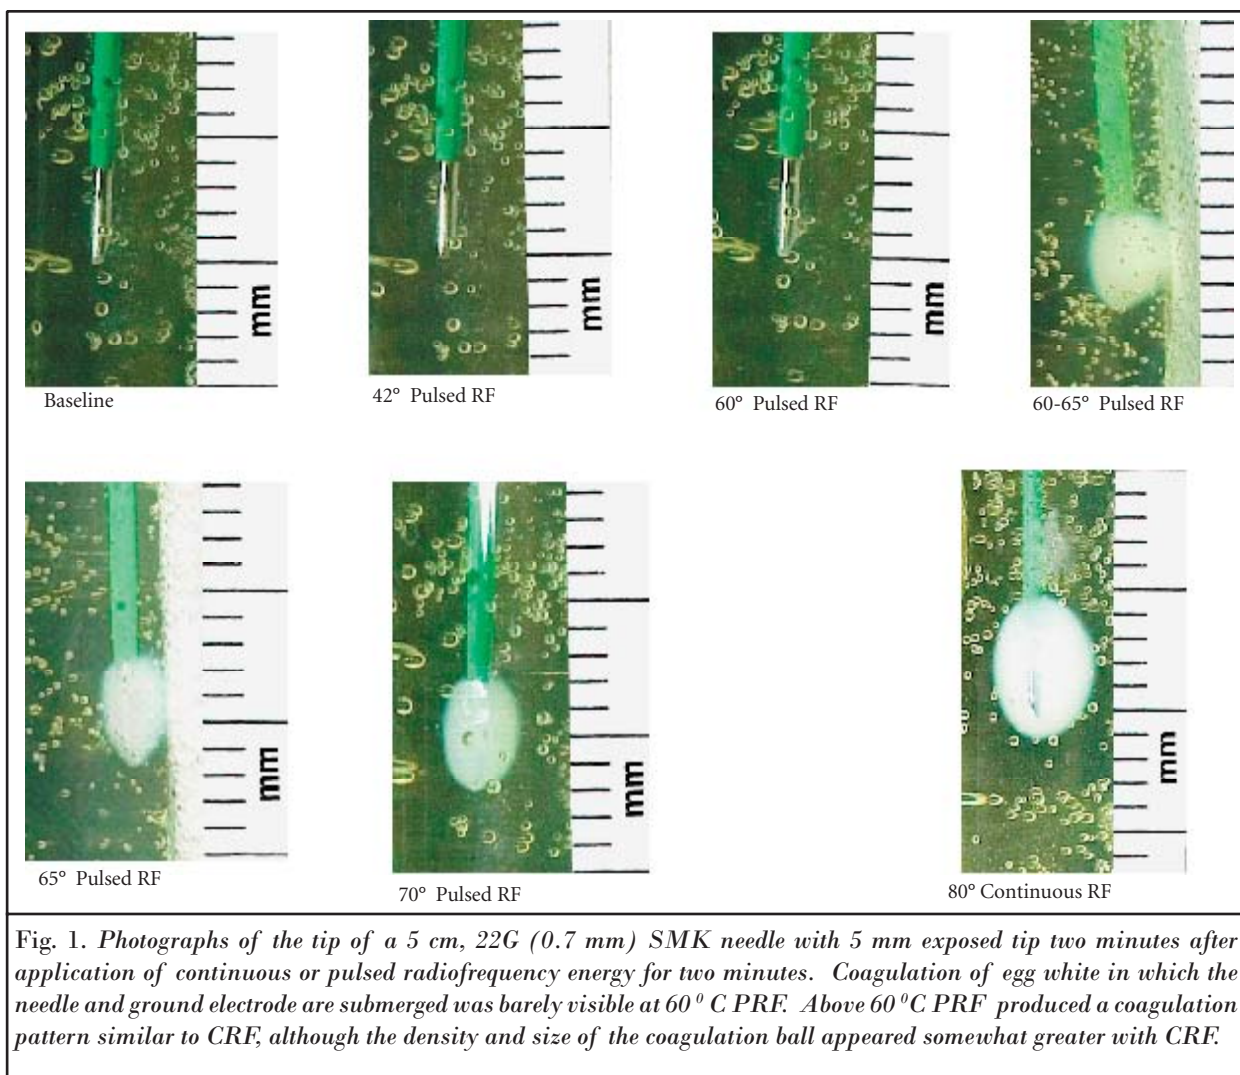 mm
mm
mm
Baseline
42° Pulsed RF
60° Pulsed RF
60-65° Pulsed RF
mm
mm
mm
65° Pulsed RF
70° Pulsed RF
80° Continuous RF
Fig. 1. Photographs of the tip of a 5 cm, 22G (0.7 mm) SMK needle with 5 mm exposed tip two minutes after
application of continuous or pulsed radiofrequency energy for two minutes. Coagulation of egg white in which the
needle and ground electrode are submerged was barely visible at 60 ⁰ C PRF. Above 60 ⁰C PRF produced a coagulation
pattern similar to CRF, although the density and size of the coagulation ball appeared somewhat greater with CRF.